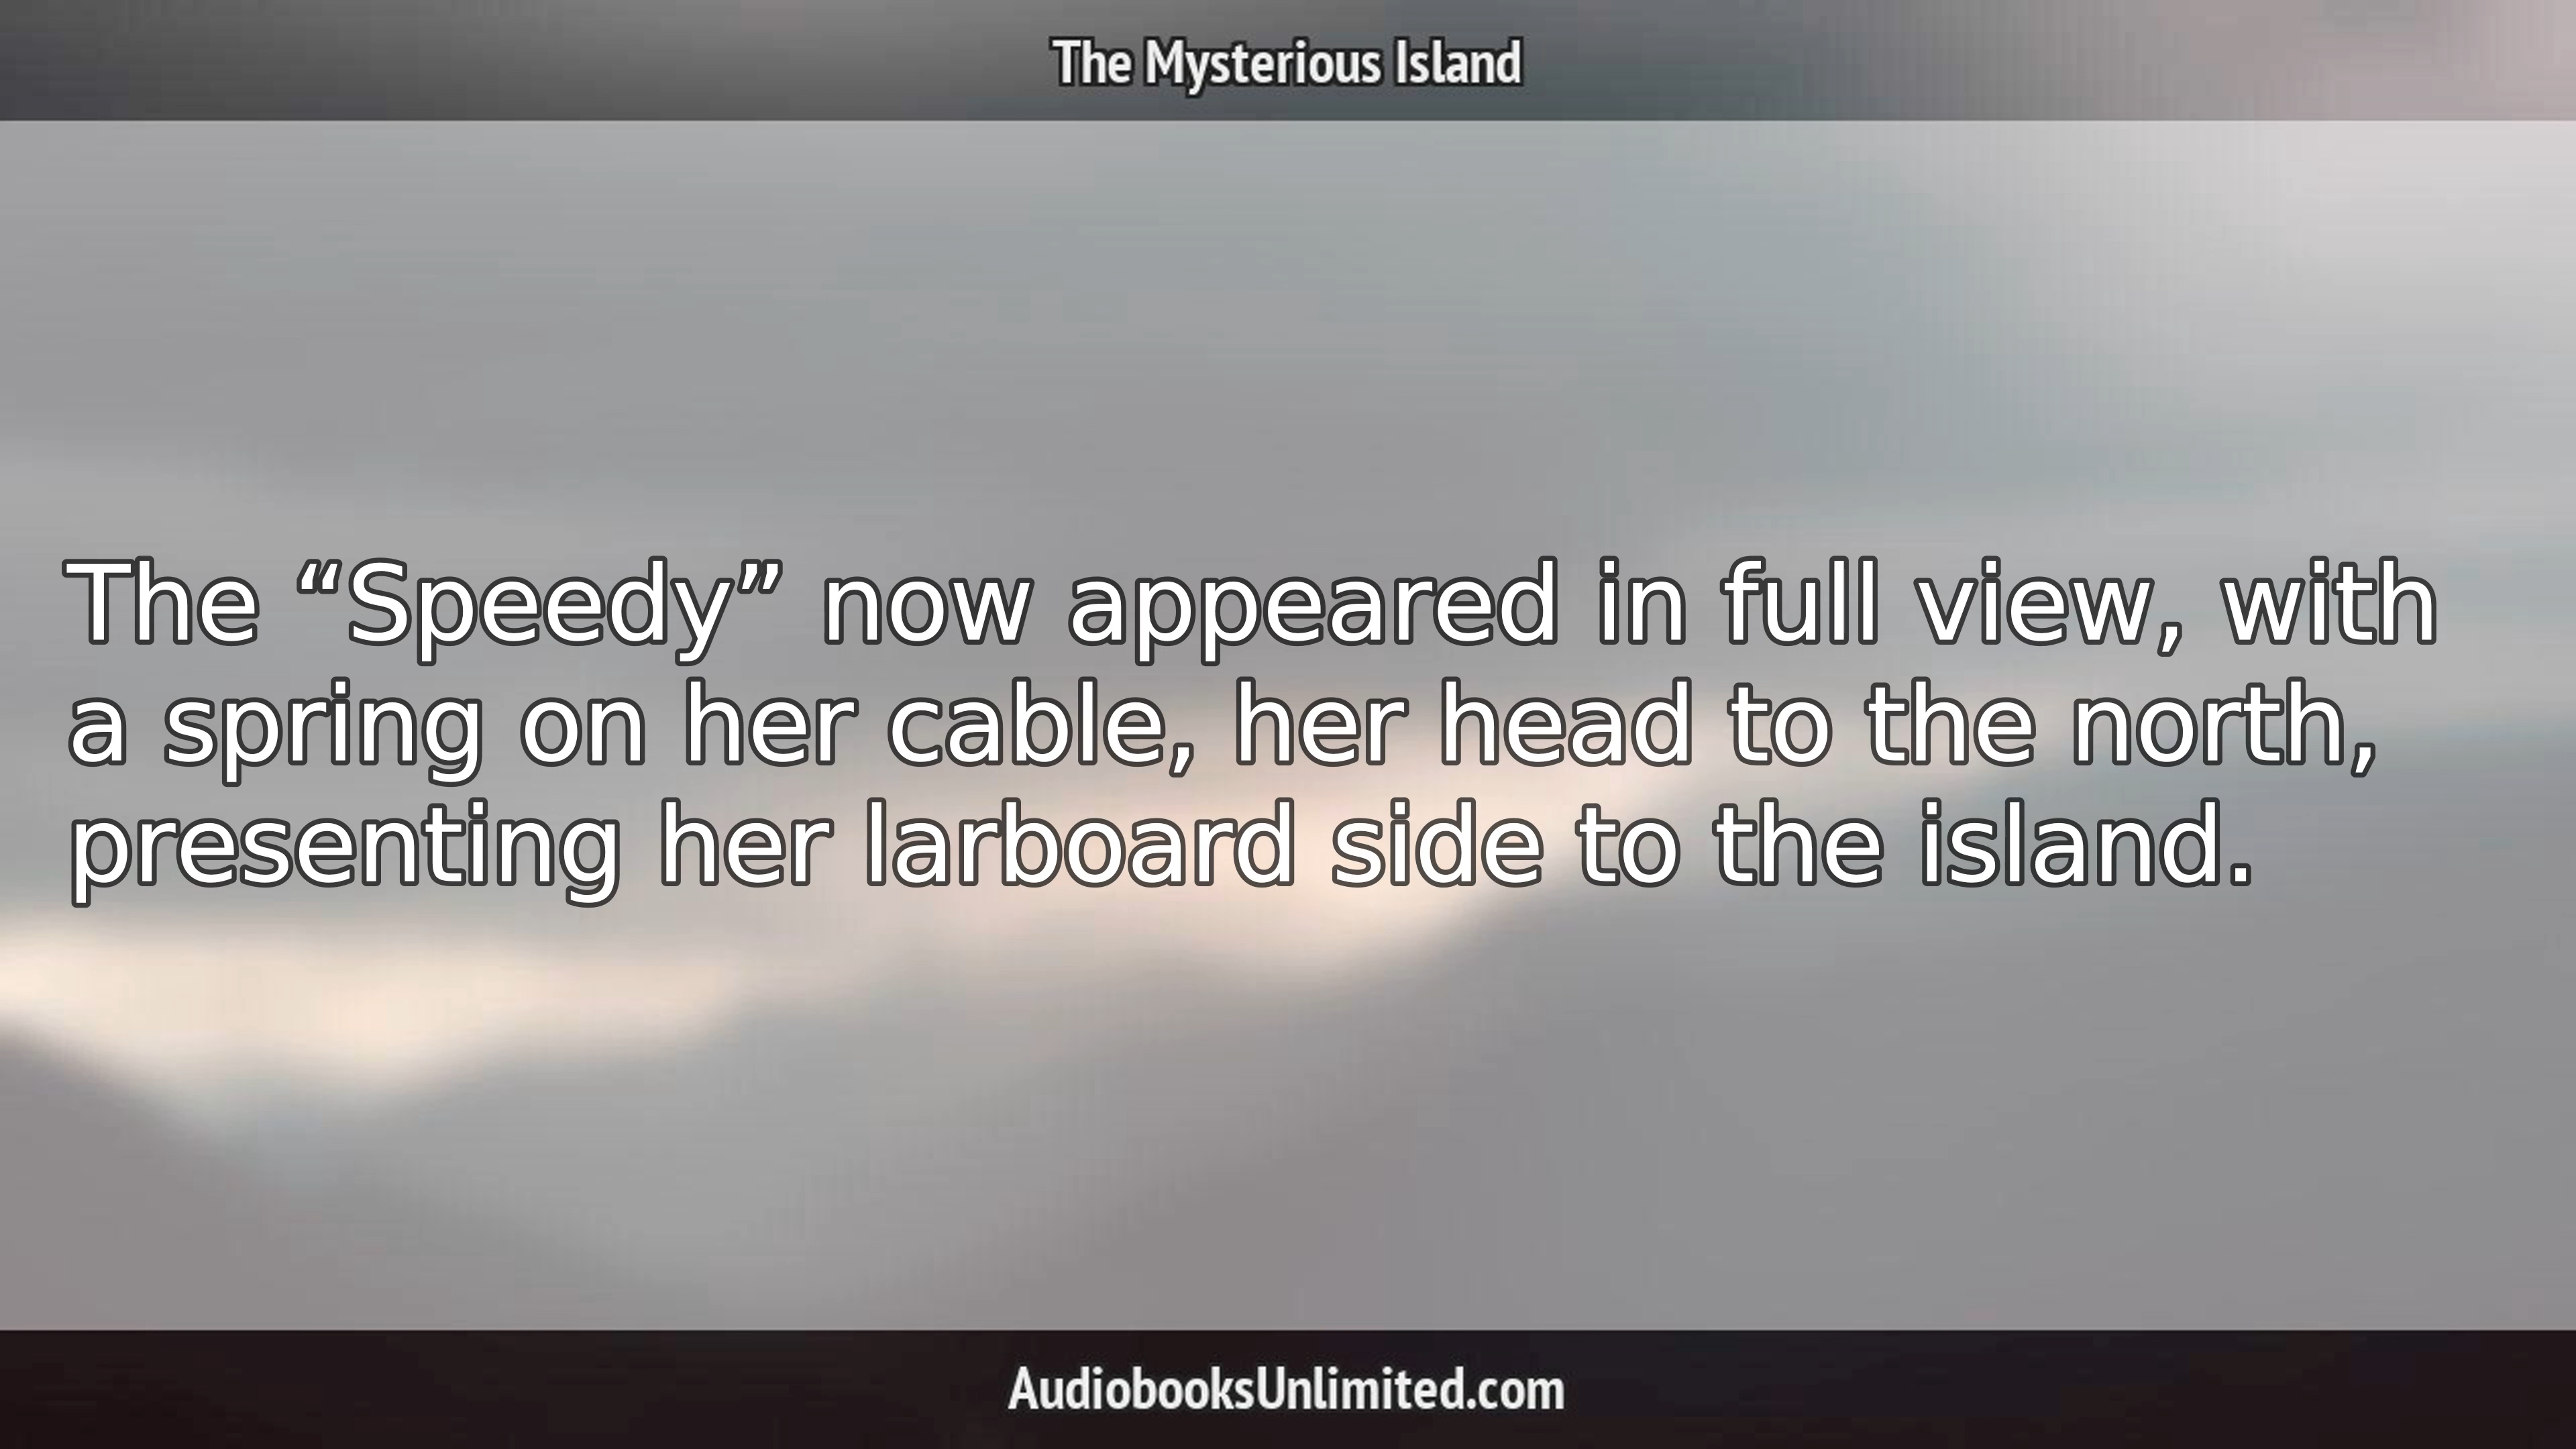 The Mysterious Island
The “Speedy” now appeared in full view, with
a spring on her cable, her head to the north,
presenting her larboard side to the island.
AudiobooksUnlimited.com